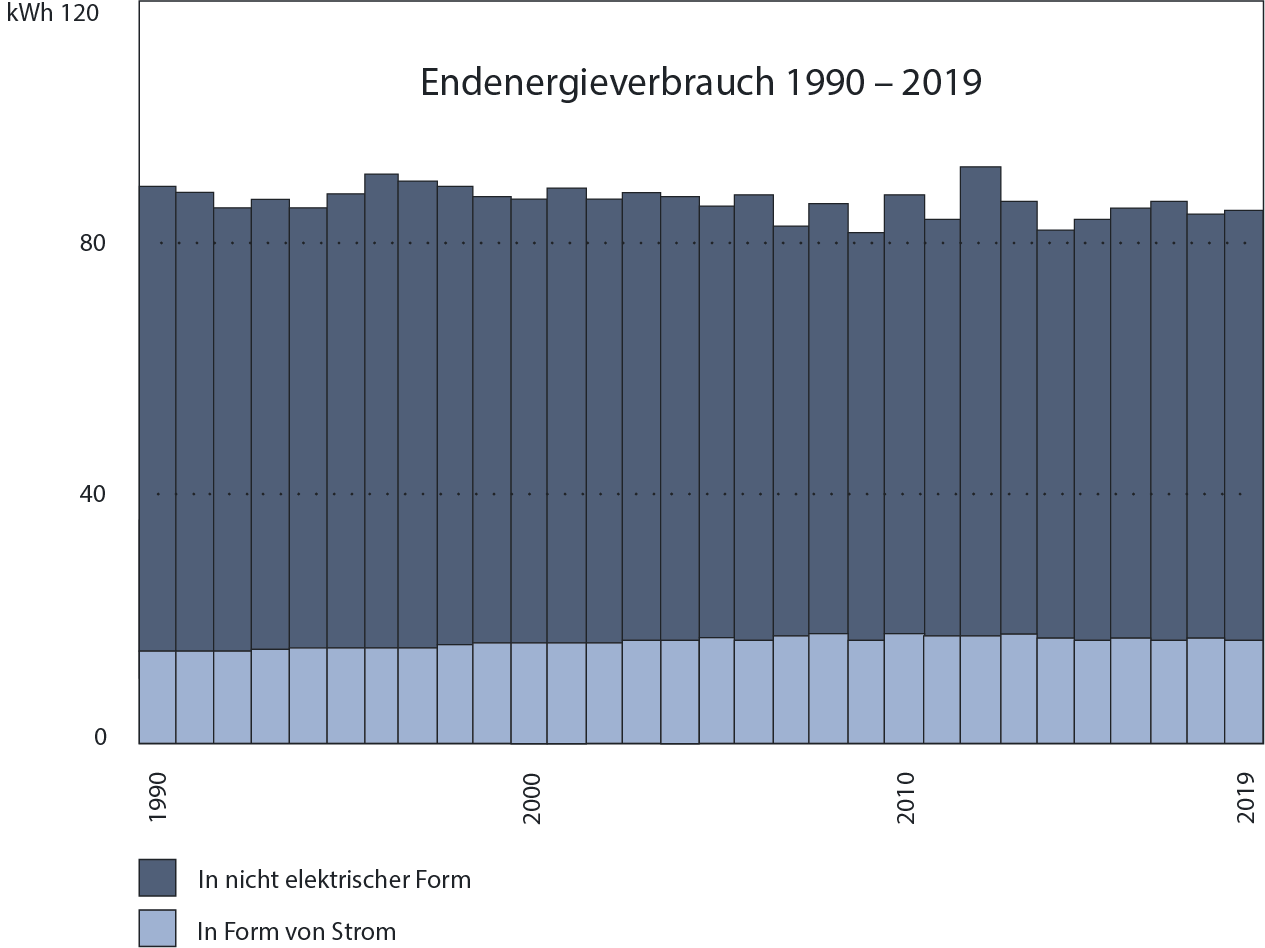 kWh 120
Endenergieverbrauch 1990 – 2019
80
40
0
1990
2000
2010
2019
In nicht elektrischer Form
In Form von Strom